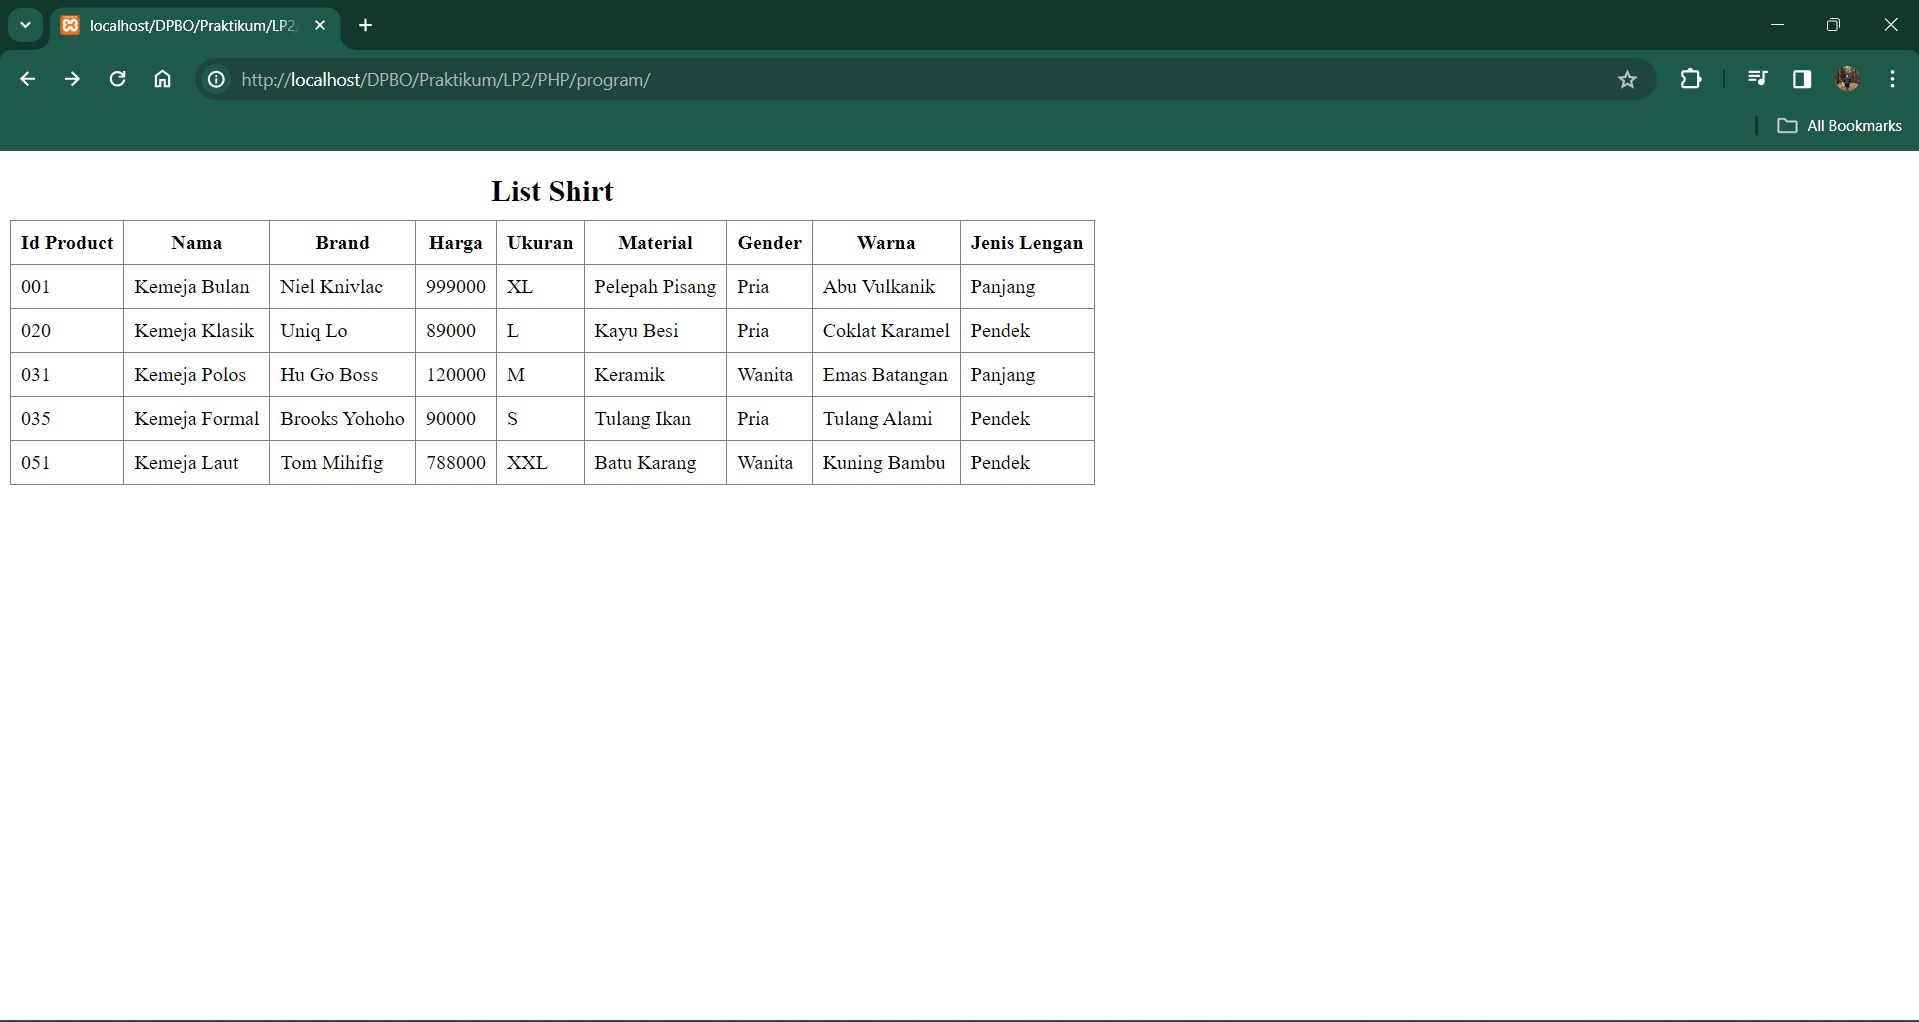 localhost/DPBO/Praktikum/LP2/
http://localhost/DPBO/Praktikum/LP2/PHP/program/
All Bookmarks
List Shirt
Id Product Nama Brand Harga Ukuran Material Gender Warna Jenis Lengan
001 Kemeja Bulan Niel Knivlac 999000 XL Pelepah Pisang Pria Abu Vulkanik Panjang
020 Kemeja Klasik Uniq Lo 89000 L Kayu Besi Pria Coklat Karamel Pendek
031 Kemeja Polos Hu Go Boss 120000 M Keramik Wanita Emas Batangan Panjang
035 Kemeja Formal Brooks Yohoho 90000 S Tulang Ikan Pria Tulang Alami Pendek
051 Kemeja Laut Tom Mihifig 788000 XXL Batu Karang Wanita Kuning Bambu Pendek